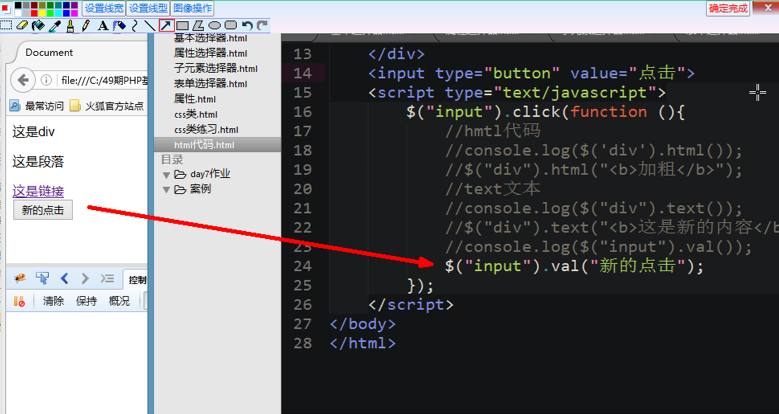 设置线宽 设置线型 图像操作 确定完成
Document
file:///C:/49期PHP基
最常访问 火狐官方站点
这是div
这是段落
这是链接
新的点击
控制
清除 保持 概况
基本选择器.html
属性选择器.html
子元素选择器.html
表单选择器.html
属性.html
css类.html
css类练习.html
html代码.html
目录
day7作业
案例
13 </div>
14 <input type="button" value="点击">
15 <script type="text/javascript">
16 $("input").click(function (){
17 //hmtl代码
18 //console.log($('div').html());
19 //$("div").html("<b>加粗</b>");
20 //text文本
21 //console.log($("div").text());
22 //$("div").text("<b>这是新的内容</b
23 //console.log($("input").val());
24 $("input").val("新的点击");
25 });
26 </script>
27 </body>
28 </html>